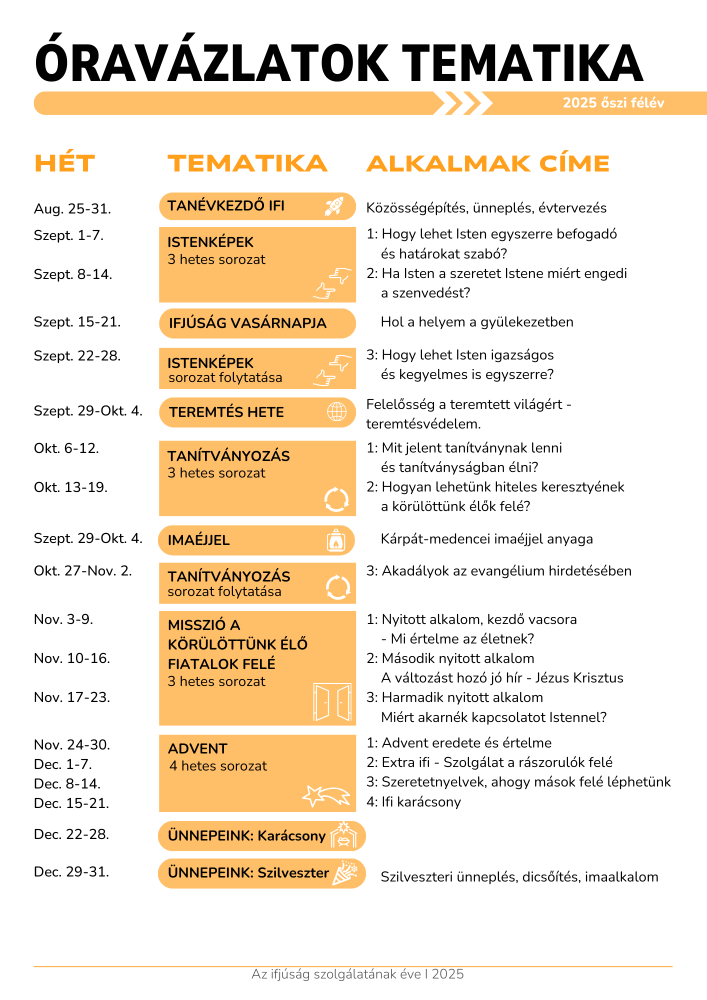 ÓRAVÁZLATOK TEMATIKA
2025 őszi félév
HÉT TEMATIKA ALKALMAK CÍME
Aug. 25-31. TANÉVKEZDŐ IFI Közösségépítés, ünneplés, évtervezés
Szept. 1-7. ISTENKÉPEK 1: Hogy lehet Isten egyszerre befogadó
3 hetes sorozat és határokat szabó?
Szept. 8-14. 2: Ha Isten a szeretet Istene miért engedi
a szenvedést?
Szept. 15-21. IFJÚSÁG VASÁRNAPJA Hol a helyem a gyülekezetben
Szept. 22-28. ISTENKÉPEK 3: Hogy lehet Isten igazságos
sorozat folytatása és kegyelmes is egyszerre?
Szept. 29-Okt. 4. TEREMTÉS HETE Felelősség a teremtett világért -
teremtésvédelem.
Okt. 6-12. TANÍTVÁNYOZÁS 1: Mit jelent tanítványnak lenni
3 hetes sorozat és tanítványságban élni?
Okt. 13-19. 2: Hogyan lehetünk hiteles keresztyének
a körülöttünk élők felé?
Szept. 29-Okt. 4. IMAÉJJEL Kárpát-medencei imaéjjel anyaga
Okt. 27-Nov. 2. TANÍTVÁNYOZÁS 3: Akadályok az evangélium hirdetésében
sorozat folytatása
Nov. 3-9. MISSZIÓ A 1: Nyitott alkalom, kezdő vacsora
KÖRÜLÖTTÜNK ÉLŐ - Mi értelme az életnek?
Nov. 10-16. FIATALOK FELÉ 2: Második nyitott alkalom
3 hetes sorozat A változást hozó jó hír - Jézus Krisztus
Nov. 17-23. 3: Harmadik nyitott alkalom
Miért akarnék kapcsolatot Istennel?
Nov. 24-30. ADVENT 1: Advent eredete és értelme
Dec. 1-7. 4 hetes sorozat 2: Extra ifi - Szolgálat a rászorulók felé
Dec. 8-14. 3: Szeretetnyelvek, ahogy mások felé léphetünk
Dec. 15-21. 4: Ifi karácsony
Dec. 22-28. ÜNNEPEINK: Karácsony
Dec. 29-31. ÜNNEPEINK: Szilveszter Szilveszteri ünneplés, dicsőítés, imaalkalom
Az ifjúság szolgálatának éve I 2025